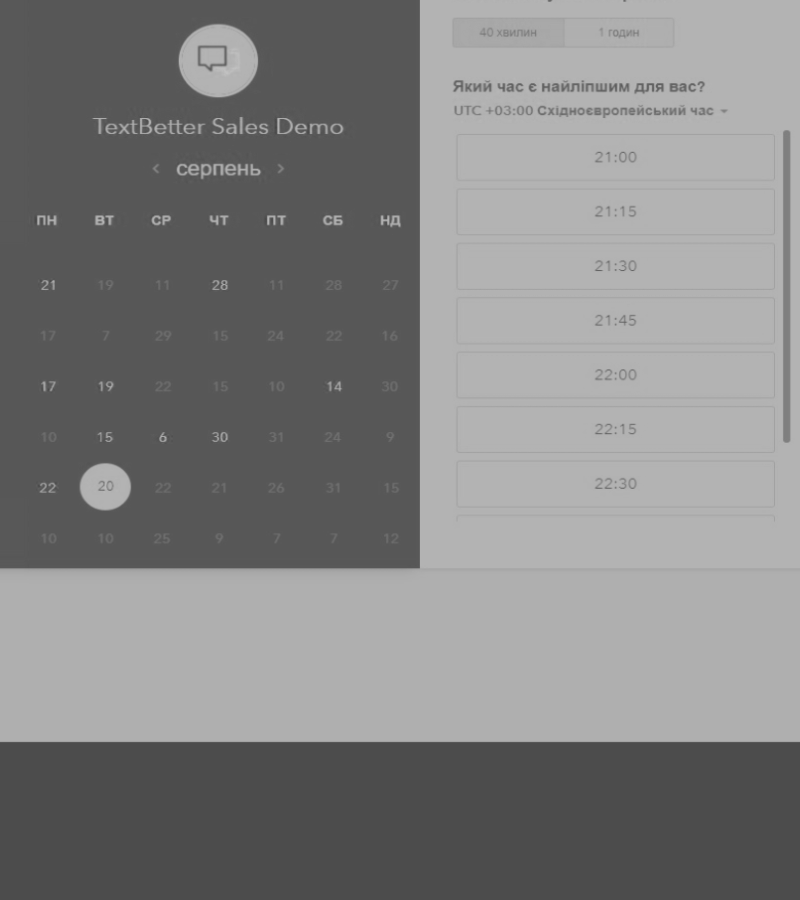 TextBetter Sales Demo
серпень
ПН ВТ СР ЧТ ПТ СБ НД
21 19 11 28 11 28 27
17 7 29 15 24 22 16
17 19 22 15 10 14 30
10 15 6 30 31 24 9
22 20 22 21 26 31 15
10 10 25 9 7 7 12
40 хвилин 1 годин
Який час є найліпшим для вас?
UTC +03:00 Східноєвропейський час
21:00
21:15
21:30
21:45
22:00
22:15
22:30